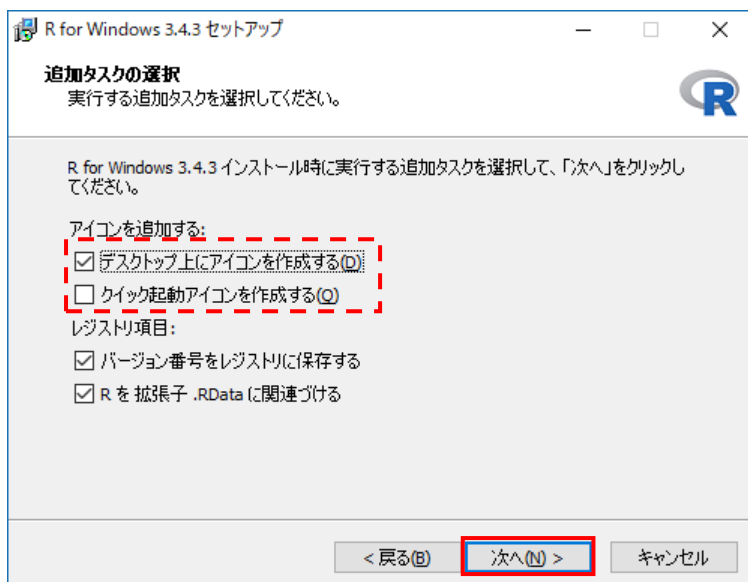 R for Windows 3.4.3 セットアップ
追加タスクの選択
実行する追加タスクを選択してください。
R
R for Windows 3.4.3 インストール時に実行する追加タスクを選択して、「次へ」をクリックし
てください。
アイコンを追加する:
デスクトップ上にアイコンを作成する(D)
クイック起動アイコンを作成する(Q)
レジストリ項目:
バージョン番号をレジストリに保存する
R を 拡張子 .RData に関連づける
< 戻る(B) 次へ(N) > キャンセル